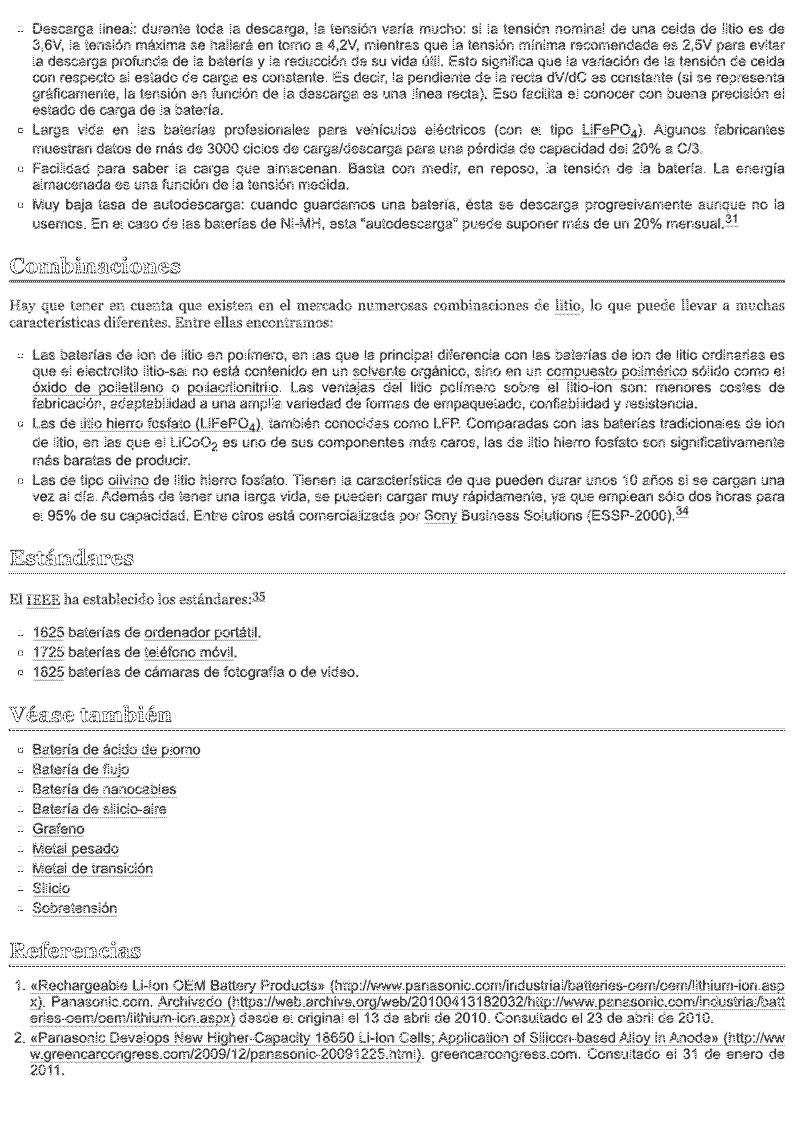 Descarga lineal: durante toda la descarga, la tensión varía mucho: si la tensión nominal de una celda de litio es de
3,6V, la tensión máxima se hallará en torno a 4,2V, mientras que la tensión mínima recomendada es 2,5V para evitar
la descarga profunda de la batería y la reducción de su vida útil. Esto significa que la variación de la tensión de celda
con respecto al estado de carga es constante. Es decir, la pendiente de la recta dV/dC es constante (si se representa
gráficamente, la tensión en función de la descarga es una línea recta). Eso facilita el conocer con buena precisión el
estado de carga de la batería.
Larga vida en las baterías profesionales para vehículos eléctricos (con el tipo LiFePO4). Algunos fabricantes
muestran datos de más de 3000 ciclos de carga/descarga para una pérdida de capacidad del 20% a C/3.
Facilidad para saber la carga que almacenan. Basta con medir, en reposo, la tensión de la batería. La energía
almacenada es una función de la tensión medida.
Muy baja tasa de autodescarga: cuando guardamos una batería, ésta se descarga progresivamente aunque no la
usemos. En el caso de las baterías de Ni-MH, esta "autodescarga" puede suponer más de un 20% mensual.31
Combinaciones
Hay que tener en cuenta que existen en el mercado numerosas combinaciones de litio, lo que puede llevar a muchas
características diferentes. Entre ellas encontramos:
Las baterías de ion de litio en polímero, en las que la principal diferencia con las baterías de ion de litio ordinarias es
que el electrolito litio-sal no está contenido en un solvente orgánico, sino en un compuesto polimérico sólido como el
óxido de polietileno o poliacrilonitrilo. Las ventajas del litio polímero sobre el litio-ion son: menores costes de
fabricación, adaptabilidad a una amplia variedad de formas de empaquetado, confiabilidad y resistencia.
Las de litio hierro fosfato (LiFePO4), también conocidas como LFP. Comparadas con las baterías tradicionales de ion
de litio, en las que el LiCoO2 es uno de sus componentes más caros, las de litio hierro fosfato son significativamente
más baratas de producir.
Las de tipo olivino de litio hierro fosfato. Tienen la característica de que pueden durar unos 10 años si se cargan una
vez al día. Además de tener una larga vida, se pueden cargar muy rápidamente, ya que emplean sólo dos horas para
el 95% de su capacidad. Entre otros está comercializada por Sony Business Solutions (ESSP-2000).34
Estándares
El IEEE ha establecido los estándares:35
1625 baterías de ordenador portátil.
1725 baterías de teléfono móvil.
1825 baterías de cámaras de fotografía o de video.
Véase también
Batería de ácido de plomo
Batería de flujo
Batería de nanocables
Batería de silicio-aire
Grafeno
Metal pesado
Metal de transición
Silicio
Sobretensión
Referencias
1. «Rechargeable Li-Ion OEM Battery Products» (http://www.panasonic.com/industrial/batteries-oem/oem/lithium-ion.asp
x). Panasonic.com. Archivado (https://web.archive.org/web/20100413182032/http://www.panasonic.com/industrial/batt
eries-oem/oem/lithium-ion.aspx) desde el original el 13 de abril de 2010. Consultado el 23 de abril de 2010.
2. «Panasonic Develops New Higher-Capacity 18650 Li-Ion Cells; Application of Silicon-based Alloy in Anode» (http://ww
w.greencarcongress.com/2009/12/panasonic-20091225.html). greencarcongress.com. Consultado el 31 de enero de
2011.